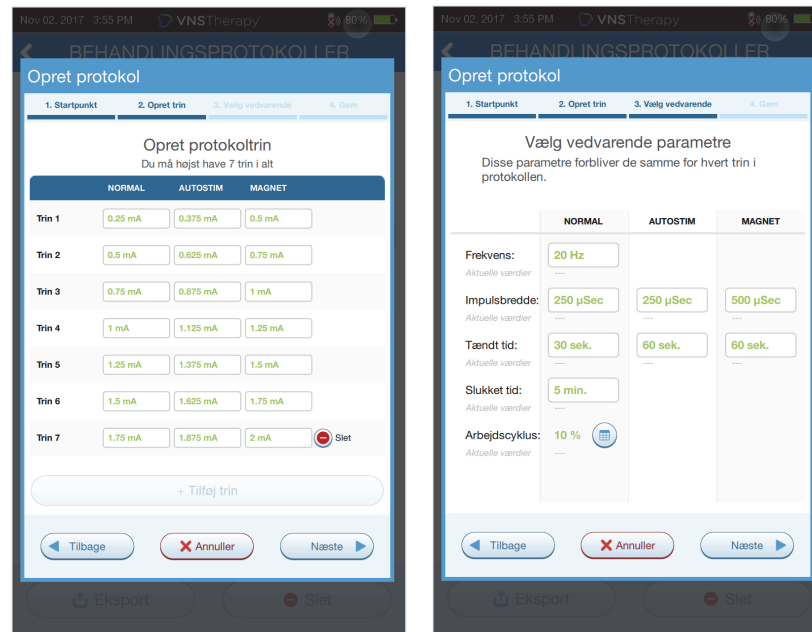 Nov 02, 2017 3:55 PM VNSTherapy 80%
BEHANDLINGSPROTOKOLLER
Opret protokol
1. Startpunkt 2. Opret trin 3. Vælg vedvarende 4. Gem
Opret protokoltrin
Du må højst have 7 trin i alt
NORMAL AUTOSTIM MAGNET
Trin 1 0.25 mA 0.375 mA 0.5 mA
Trin 2 0.5 mA 0.625 mA 0.75 mA
Trin 3 0.75 mA 0.875 mA 1 mA
Trin 4 1 mA 1.125 mA 1.25 mA
Trin 5 1.25 mA 1.375 mA 1.5 mA
Trin 6 1.5 mA 1.625 mA 1.75 mA
Trin 7 1.75 mA 1.875 mA 2 mA Slet
+ Tilføj trin
Tilbage Annuller Næste
Eksport Slet
Nov 02, 2017 3:55 PM VNSTherapy 80%
BEHANDLINGSPROTOKOLLER
Opret protokol
1. Startpunkt 2. Opret trin 3. Vælg vedvarende 4. Gem
Vælg vedvarende parametre
Disse parametre forbliver de samme for hvert trin i
protokollen.
NORMAL AUTOSTIM MAGNET
Frekvens: 20 Hz
Aktuelle værdier ---
Impulsbredde: 250 µSec 250 µSec 500 µSec
Aktuelle værdier --- --- ---
Tændt tid: 30 sek. 60 sek. 60 sek.
Aktuelle værdier --- --- ---
Slukket tid: 5 min.
Aktuelle værdier ---
Arbejdscyklus: 10 %
Aktuelle værdier ---
Tilbage Annuller Næste
Eksport Slet